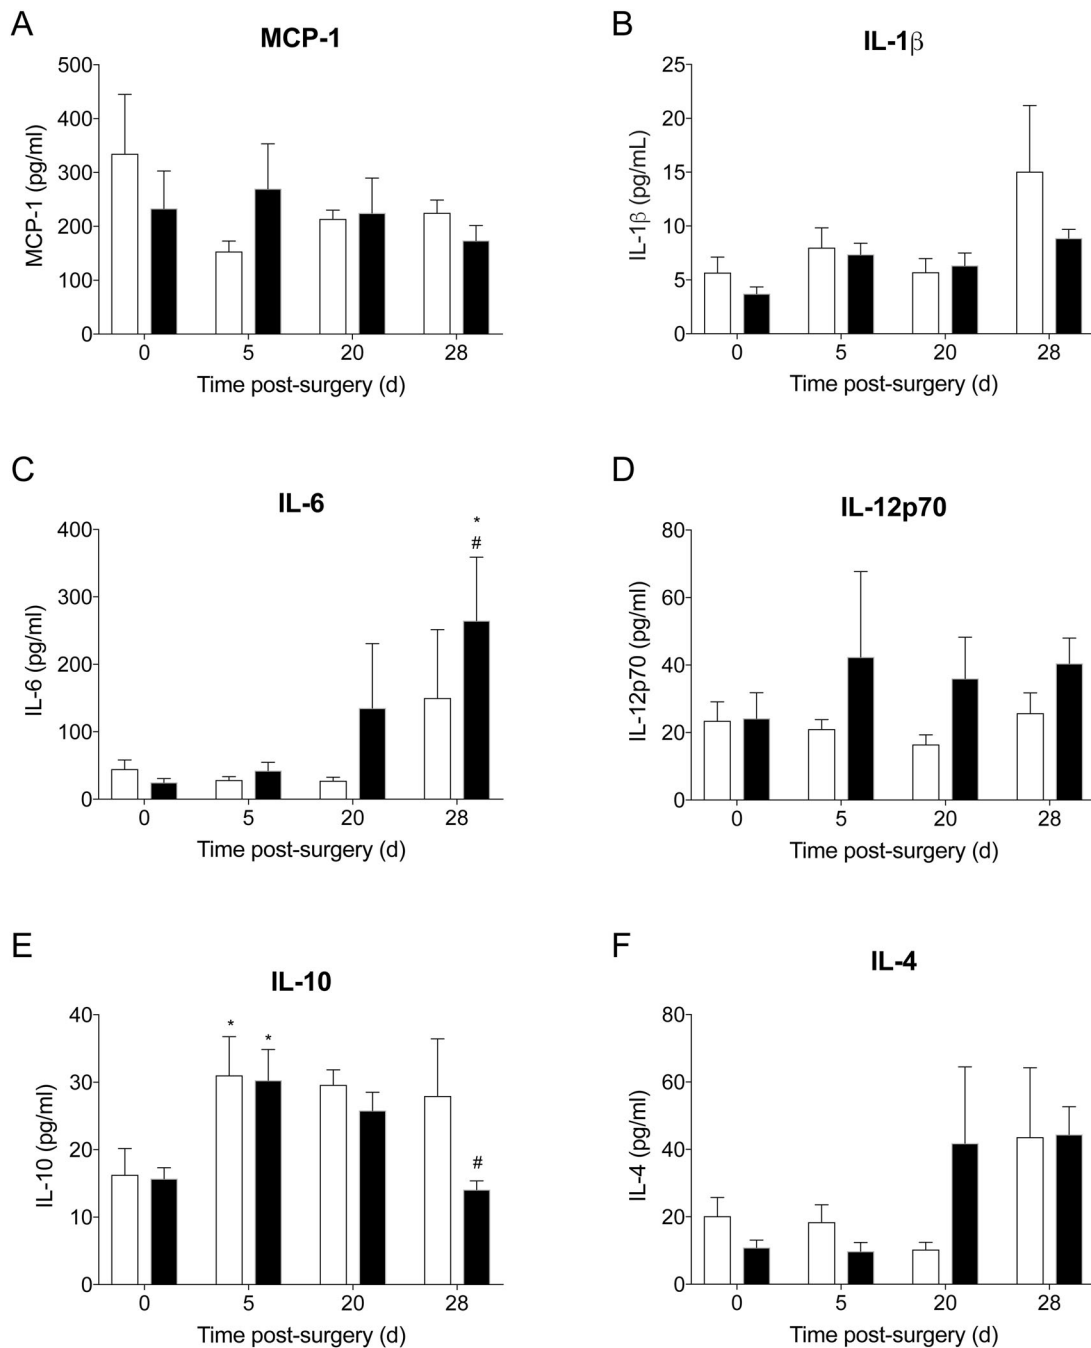 A
MCP-1
MCP-1 (pg/ml)
500
400
300
200
100
0
0 5 20 28
Time post-surgery (d)
B
IL-1β
IL-1β (pg/mL)
25
20
15
10
5
0
0 5 20 28
Time post-surgery (d)
C
IL-6
IL-6 (pg/ml)
400
300
200
100
0
*
#
0 5 20 28
Time post-surgery (d)
D
IL-12p70
IL-12p70 (pg/ml)
80
60
40
20
0
0 5 20 28
Time post-surgery (d)
E
IL-10
IL-10 (pg/ml)
40
30
20
10
0
* *
#
0 5 20 28
Time post-surgery (d)
F
IL-4
IL-4 (pg/ml)
80
60
40
20
0
0 5 20 28
Time post-surgery (d)